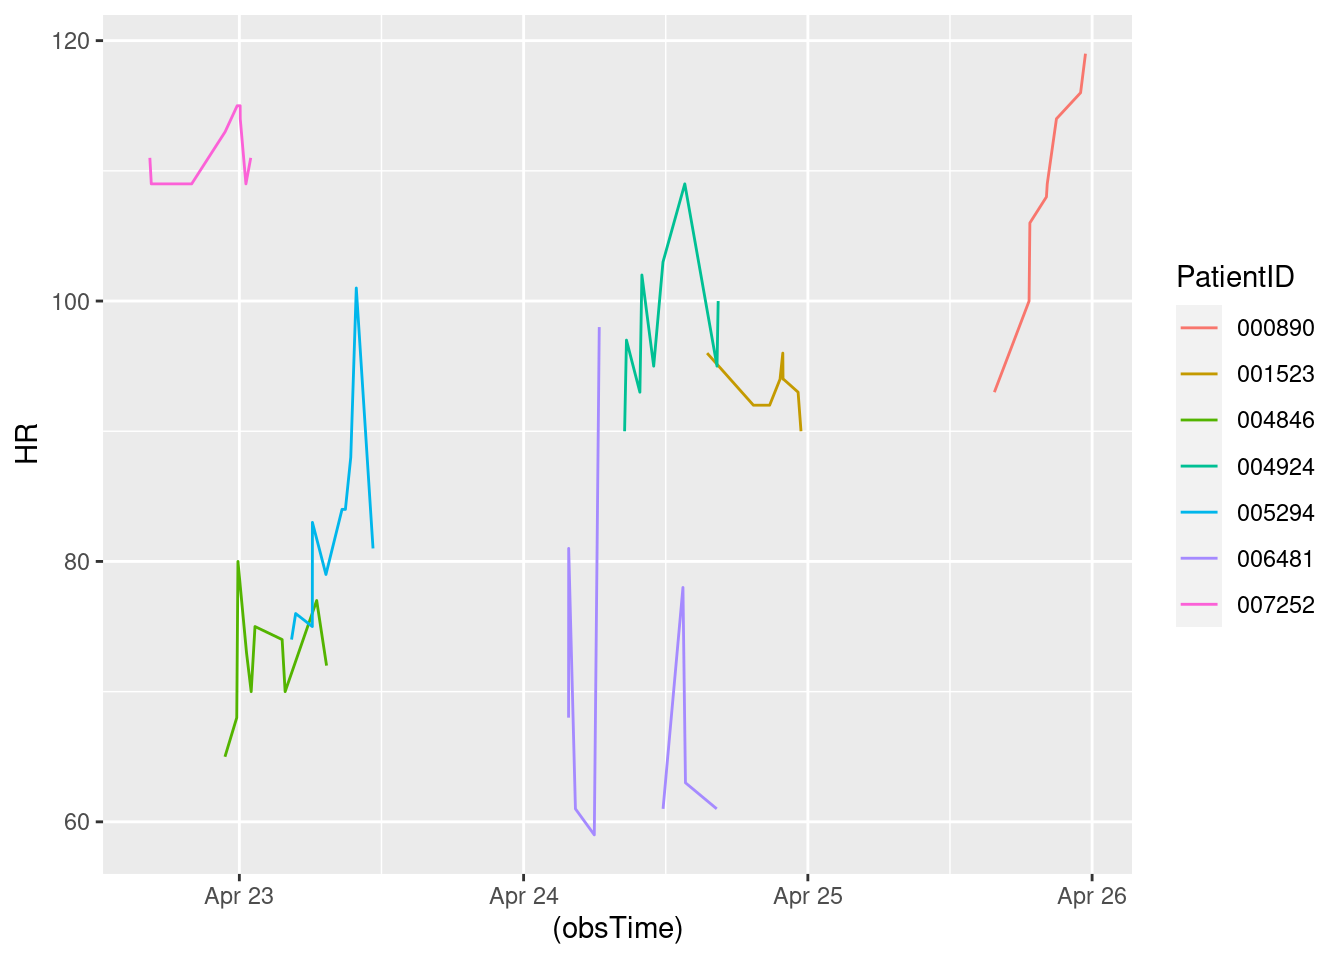 120
100
80
60
HR
Apr 23
Apr 24
Apr 25
Apr 26
(obsTime)
PatientID
000890
001523
004846
004924
005294
006481
007252